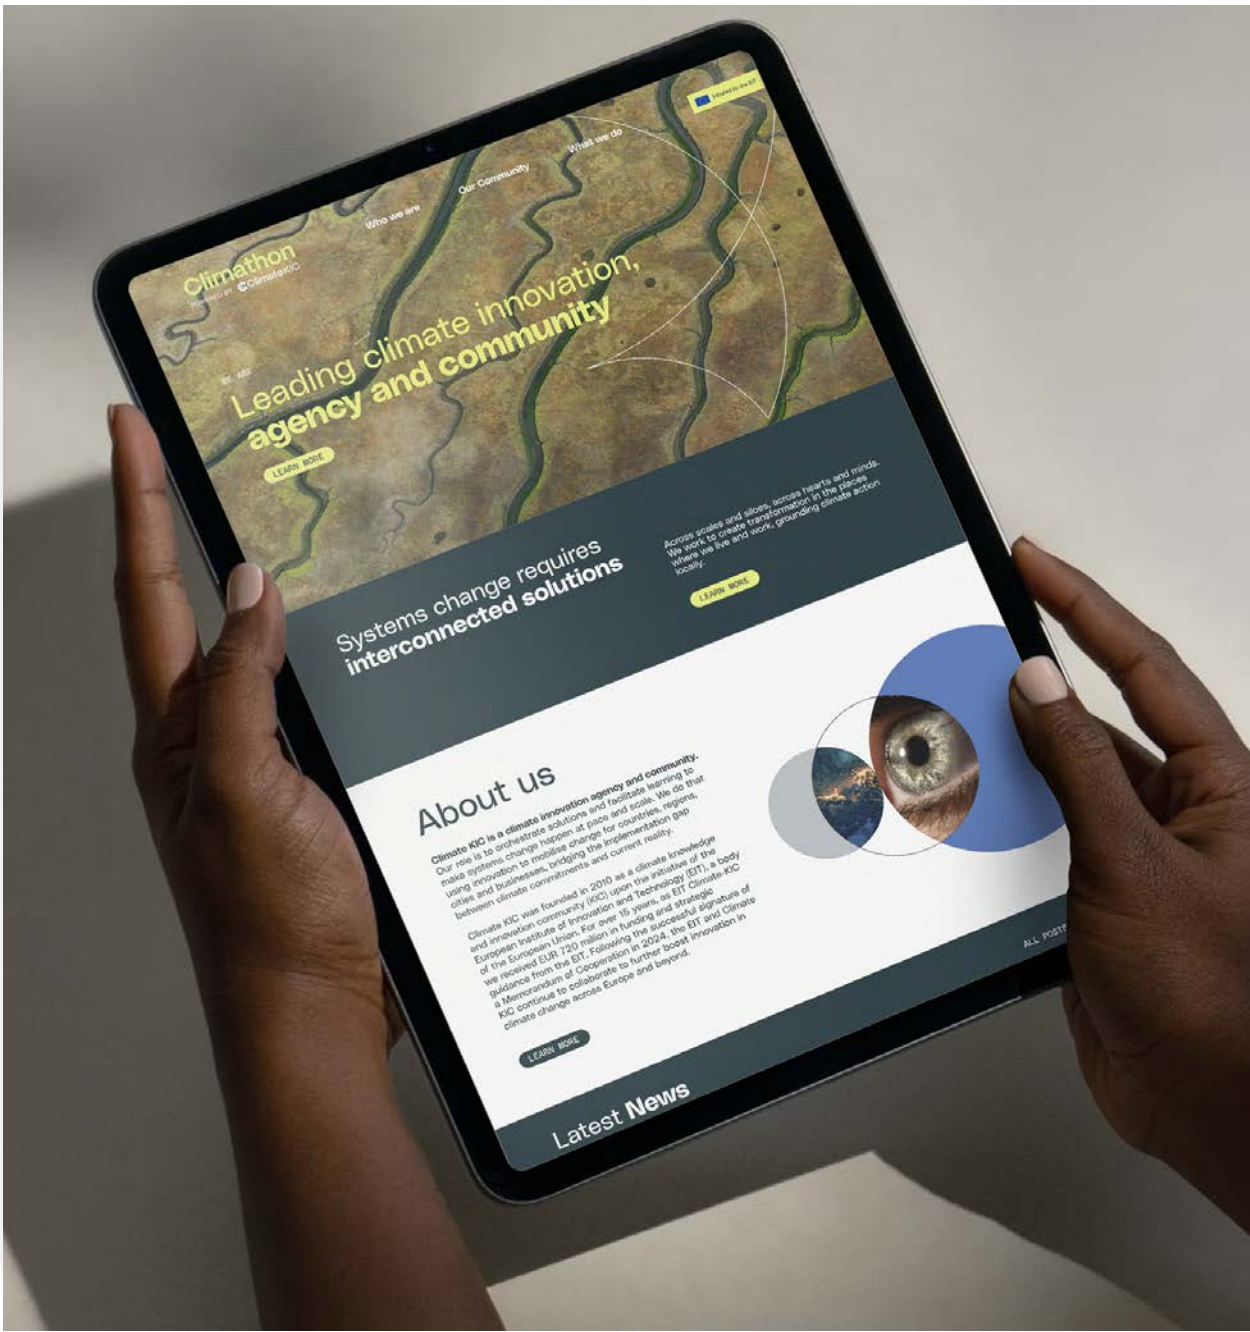 Initiated by the EIT
Who we are
Our Community
What we do
Climathon
POWERED BY Climate KIC
Leading climate innovation,
agency and community
LEARN MORE
Systems change requires
interconnected solutions
Across scales and siloes, across hearts and minds.
We work to create transformation in the places
where we live and work, grounding climate action
locally.
LEARN MORE
About us
Climate KIC is a climate innovation agency and community.
Our role is to orchestrate solutions and facilitate learning to
make systems change happen at pace and scale. We do that
using innovation to mobilise change for countries, regions,
cities and businesses, bridging the implementation gap
between climate commitments and current reality.
Climate KIC was founded in 2010 as a climate knowledge
and innovation community (KIC) upon the initiative of the
European Institute of Innovation and Technology (EIT), a body
of the European Union. For over 15 years, as EIT Climate-KIC
we received EUR 720 million in funding and strategic
guidance from the EIT. Following the successful signature of
a Memorandum of Cooperation in 2024, the EIT and Climate
KIC continue to collaborate to further boost innovation in
climate change across Europe and beyond.
LEARN MORE
ALL POSTS
Latest News